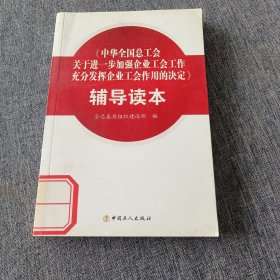 《中华全国总工会
关于进一步加强企业工会工作
充分发挥企业工会作用的决定》
辅导读本
全总基层组织建设部 编
中国工人出版社